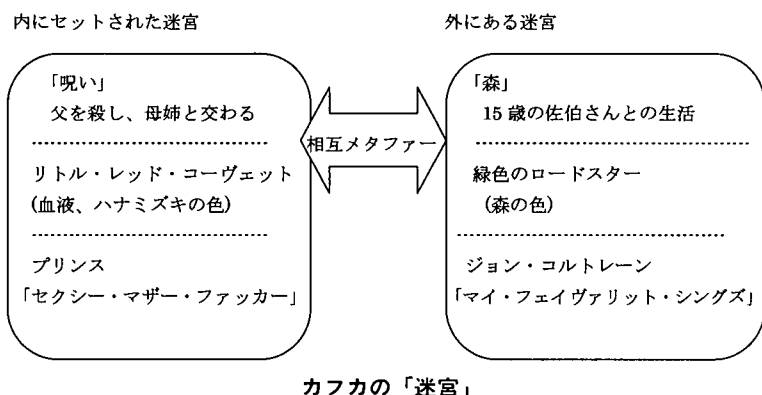 内にセットされた迷宮
「呪い」
父を殺し、母姉と交わる
リトル・レッド・コーヴェット
(血液、ハナミズキの色)
プリンス
「セクシー・マザー・ファッカー」
相互メタファー
外にある迷宮
「森」
15歳の佐伯さんとの生活
緑色のロードスター
(森の色)
ジョン・コルトレーン
「マイ・フェイヴァリット・シングズ」
カフカの「迷宮」